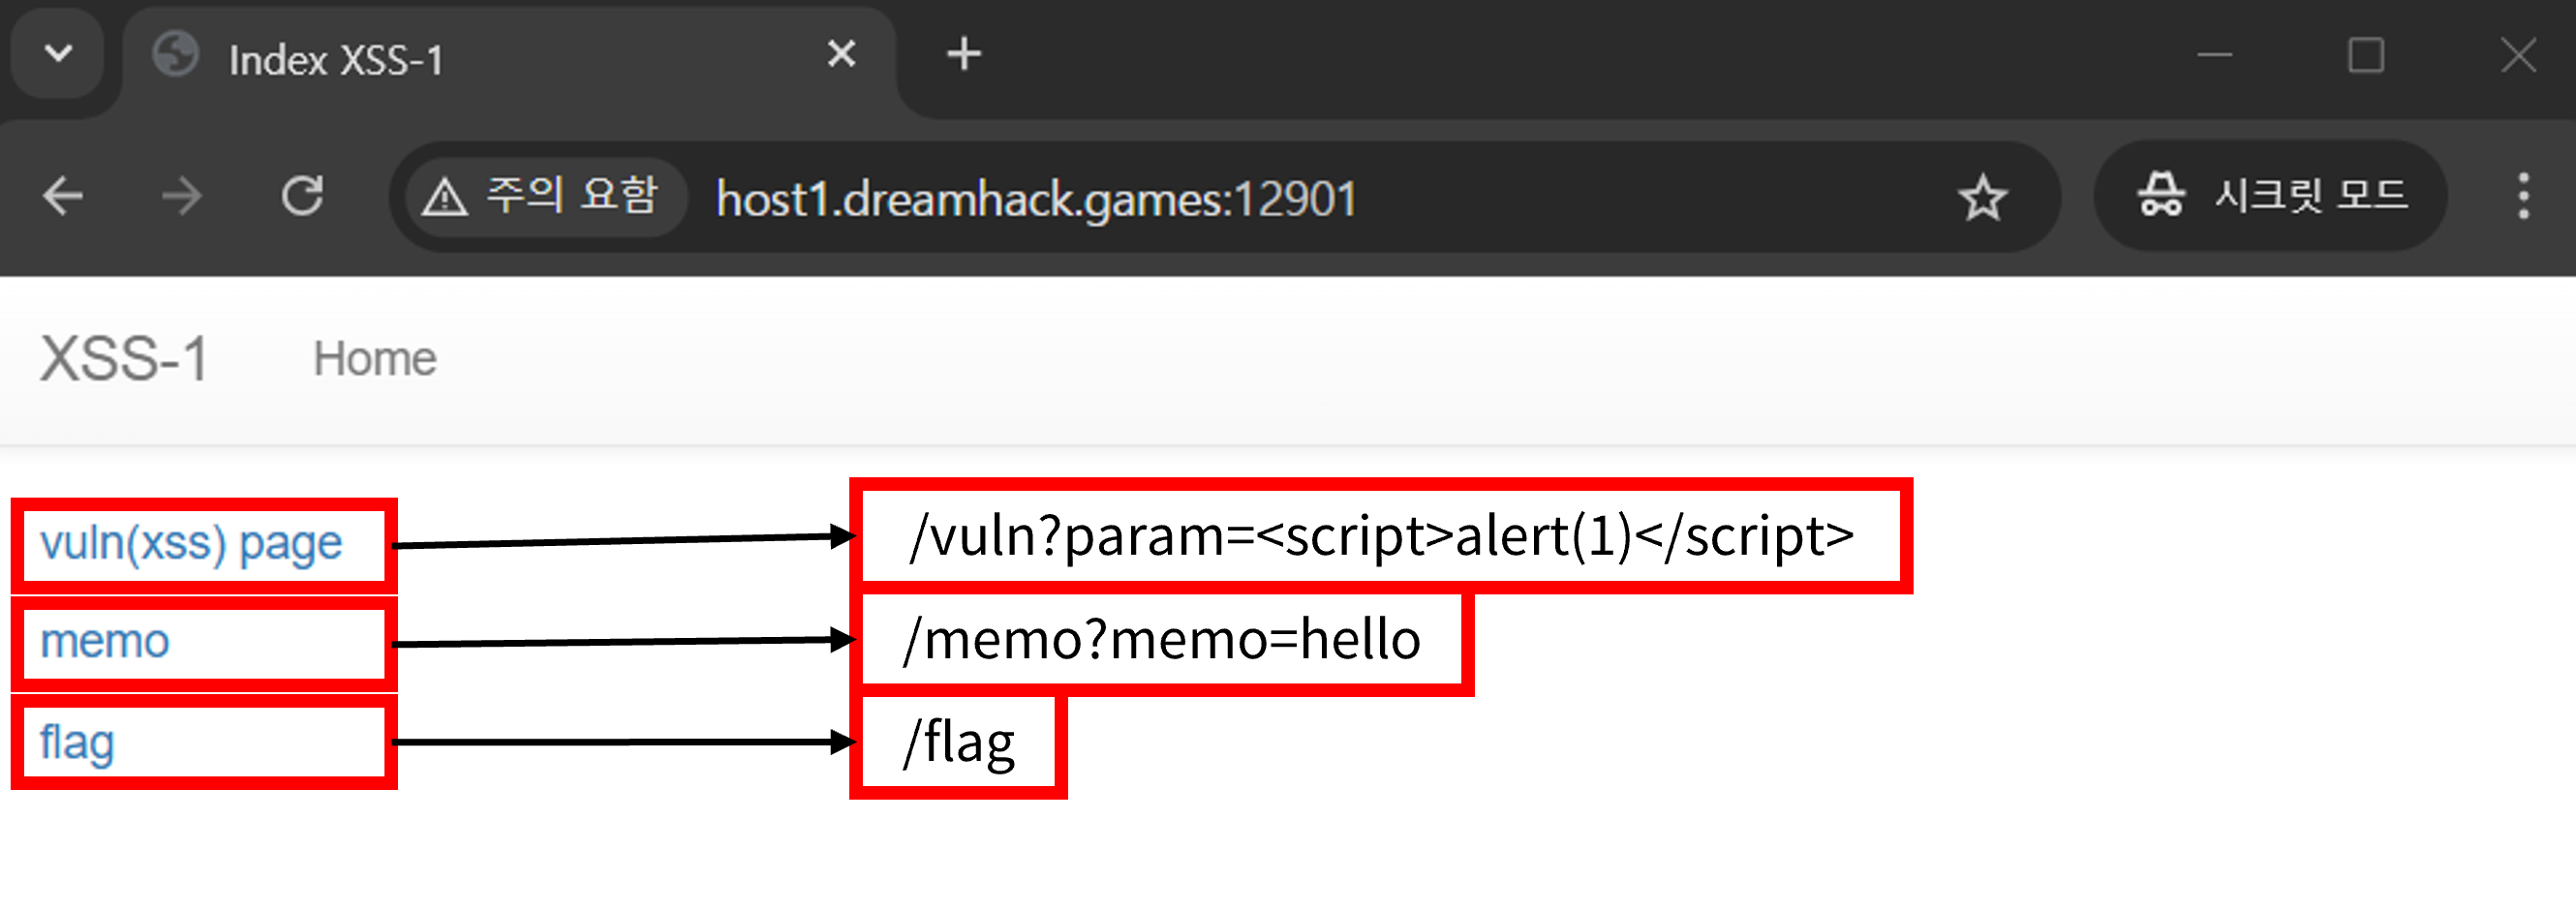 Index XSS-1
주의 요함 host1.dreamhack.games:12901 시크릿 모드
XSS-1 Home
vuln(xss) page /vuln?param=<script>alert(1)</script>
memo /memo?memo=hello
flag /flag